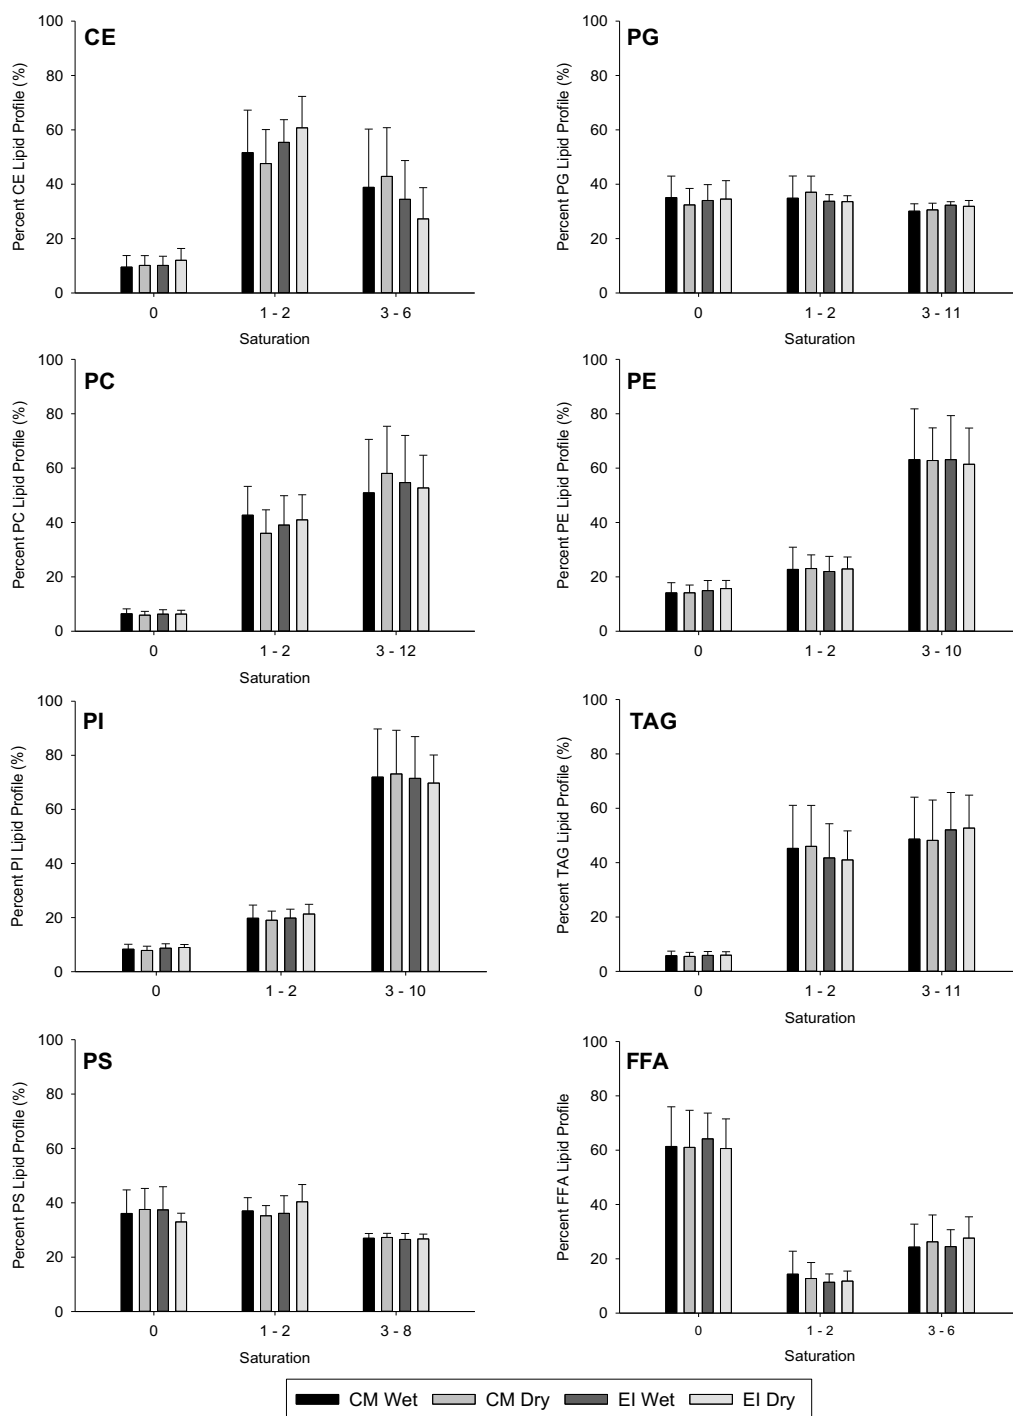 CE
Percent CE Lipid Profile (%)
100
80
60
40
20
0
0
1 - 2
3 - 6
Saturation
PG
Percent PG Lipid Profile (%)
100
80
60
40
20
0
0
1 - 2
3 - 11
Saturation
PC
Percent PC Lipid Profile (%)
100
80
60
40
20
0
0
1 - 2
3 - 12
Saturation
PE
Percent PE Lipid Profile (%)
100
80
60
40
20
0
0
1 - 2
3 - 10
PI
Percent PI Lipid Profile (%)
100
80
60
40
20
0
0
1 - 2
3 - 10
TAG
Percent TAG Lipid Profile (%)
100
80
60
40
20
0
0
1 - 2
3 - 11
Saturation
PS
Percent PS Lipid Profile (%)
100
80
60
40
20
0
0
1 - 2
3 - 8
Saturation
FFA
Percent FFA Lipid Profile
100
80
60
40
20
0
0
1 - 2
3 - 6
Saturation
CM Wet
CM Dry
EI Wet
EI Dry